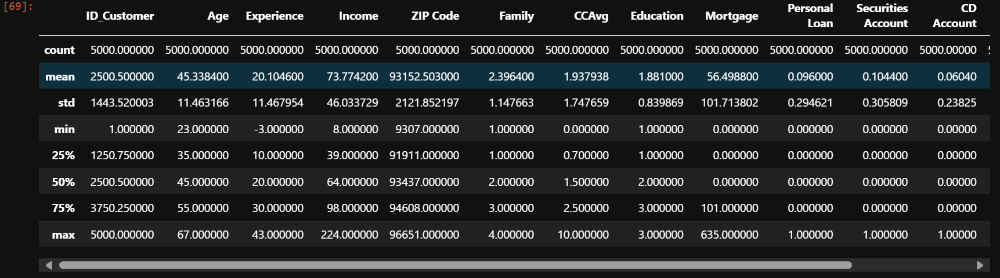 [69]:
ID_Customer Age Experience Income ZIP Code Family CCAvg Education Mortgage Personal Loan Securities Account CD Account
count 5000.000000 5000.000000 5000.000000 5000.000000 5000.000000 5000.000000 5000.000000 5000.000000 5000.000000 5000.000000 5000.000000 5000.00000
mean 2500.500000 45.338400 20.104600 73.774200 93152.503000 2.396400 1.937938 1.881000 56.498800 0.096000 0.104400 0.06040
std 1443.520003 11.463166 11.467954 46.033729 2121.852197 1.147663 1.747659 0.839869 101.713802 0.294621 0.305809 0.23825
min 1.000000 23.000000 -3.000000 8.000000 9307.000000 1.000000 0.000000 1.000000 0.000000 0.000000 0.000000 0.00000
25% 1250.750000 35.000000 10.000000 39.000000 91911.000000 1.000000 0.700000 1.000000 0.000000 0.000000 0.000000 0.00000
50% 2500.500000 45.000000 20.000000 64.000000 93437.000000 2.000000 1.500000 2.000000 0.000000 0.000000 0.000000 0.00000
75% 3750.250000 55.000000 30.000000 98.000000 94608.000000 3.000000 2.500000 3.000000 101.000000 0.000000 0.000000 0.00000
max 5000.000000 67.000000 43.000000 224.000000 96651.000000 4.000000 10.000000 3.000000 635.000000 1.000000 1.000000 1.00000